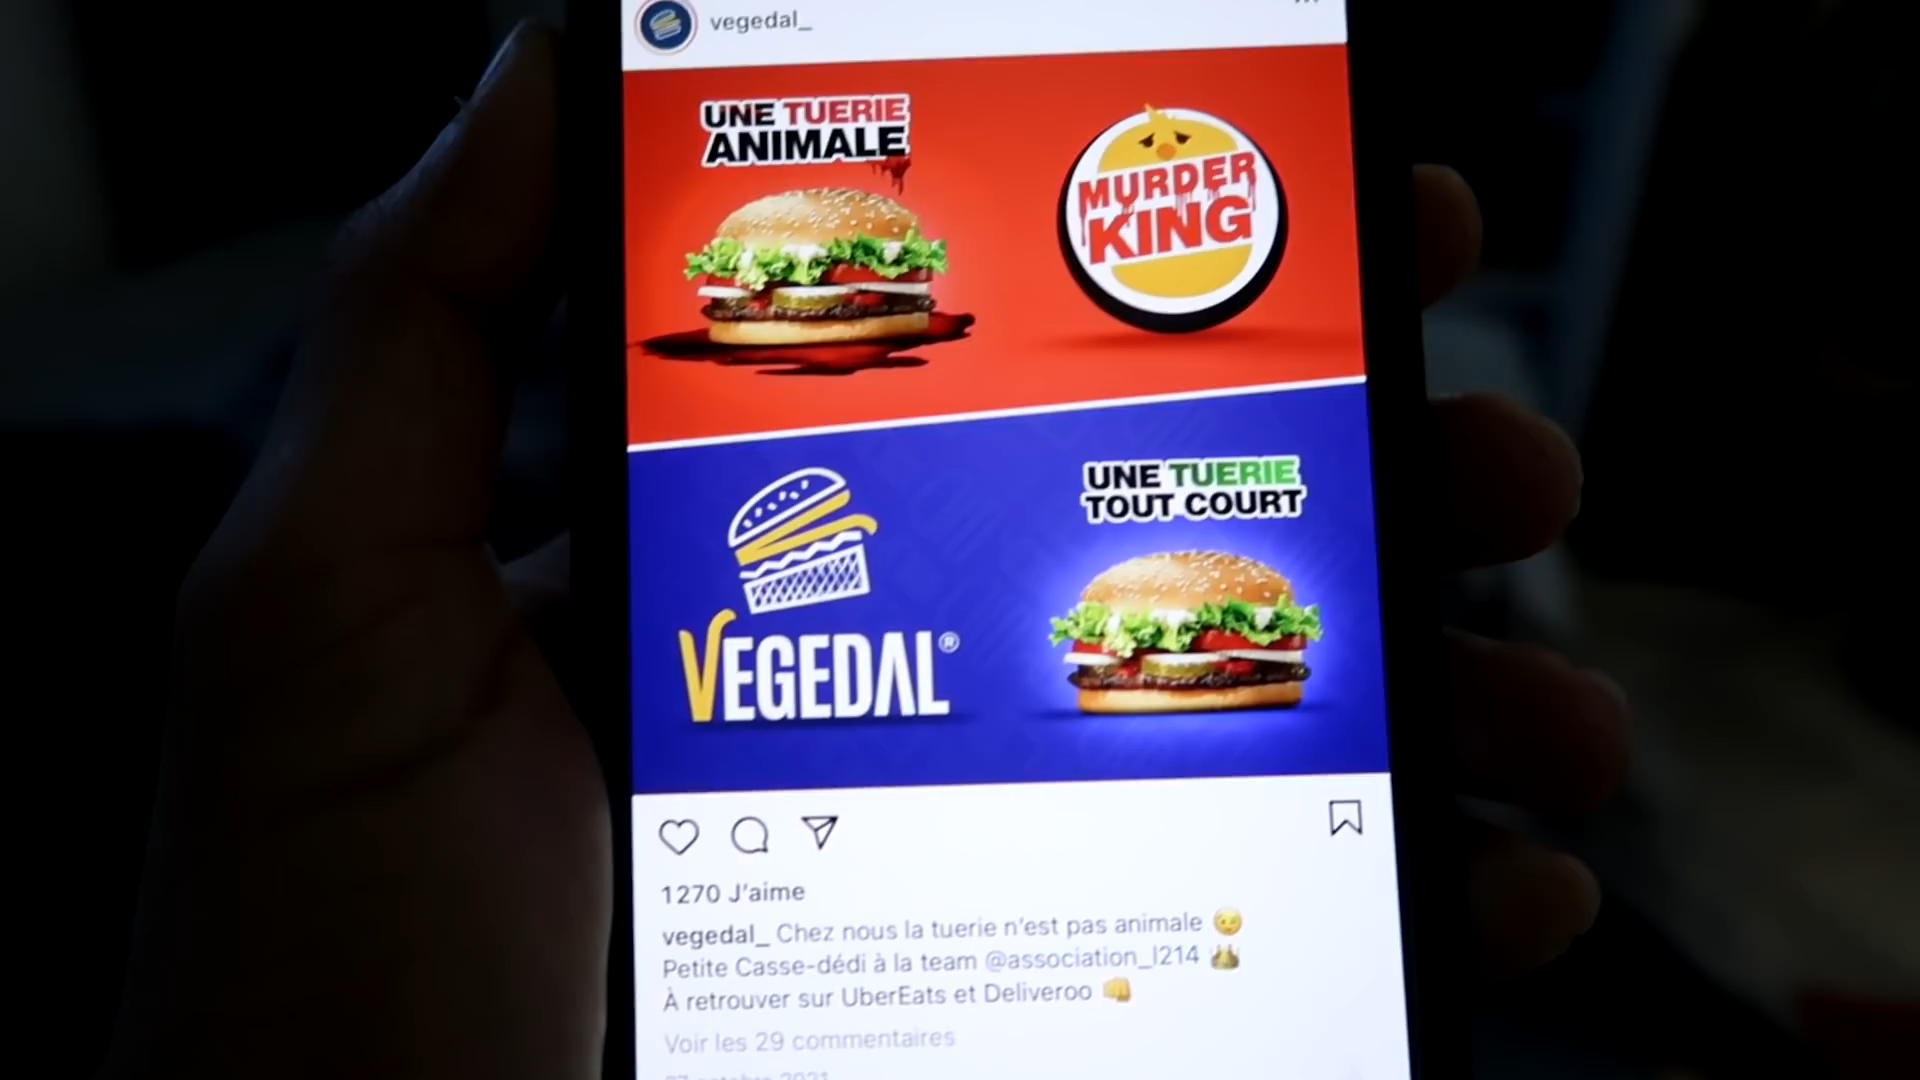 vegedal_
UNE TUERIE
ANIMALE
MURDER
KING
VEGEDAL®
UNE TUERIE
TOUT COURT
1270 J'aime
vegedal_ Chez nous la tuerie n'est pas animale 😉
Petite Casse-dédi à la team @association_l214
À retrouver sur UberEats et Deliveroo 👊
Voir les 29 commentaires